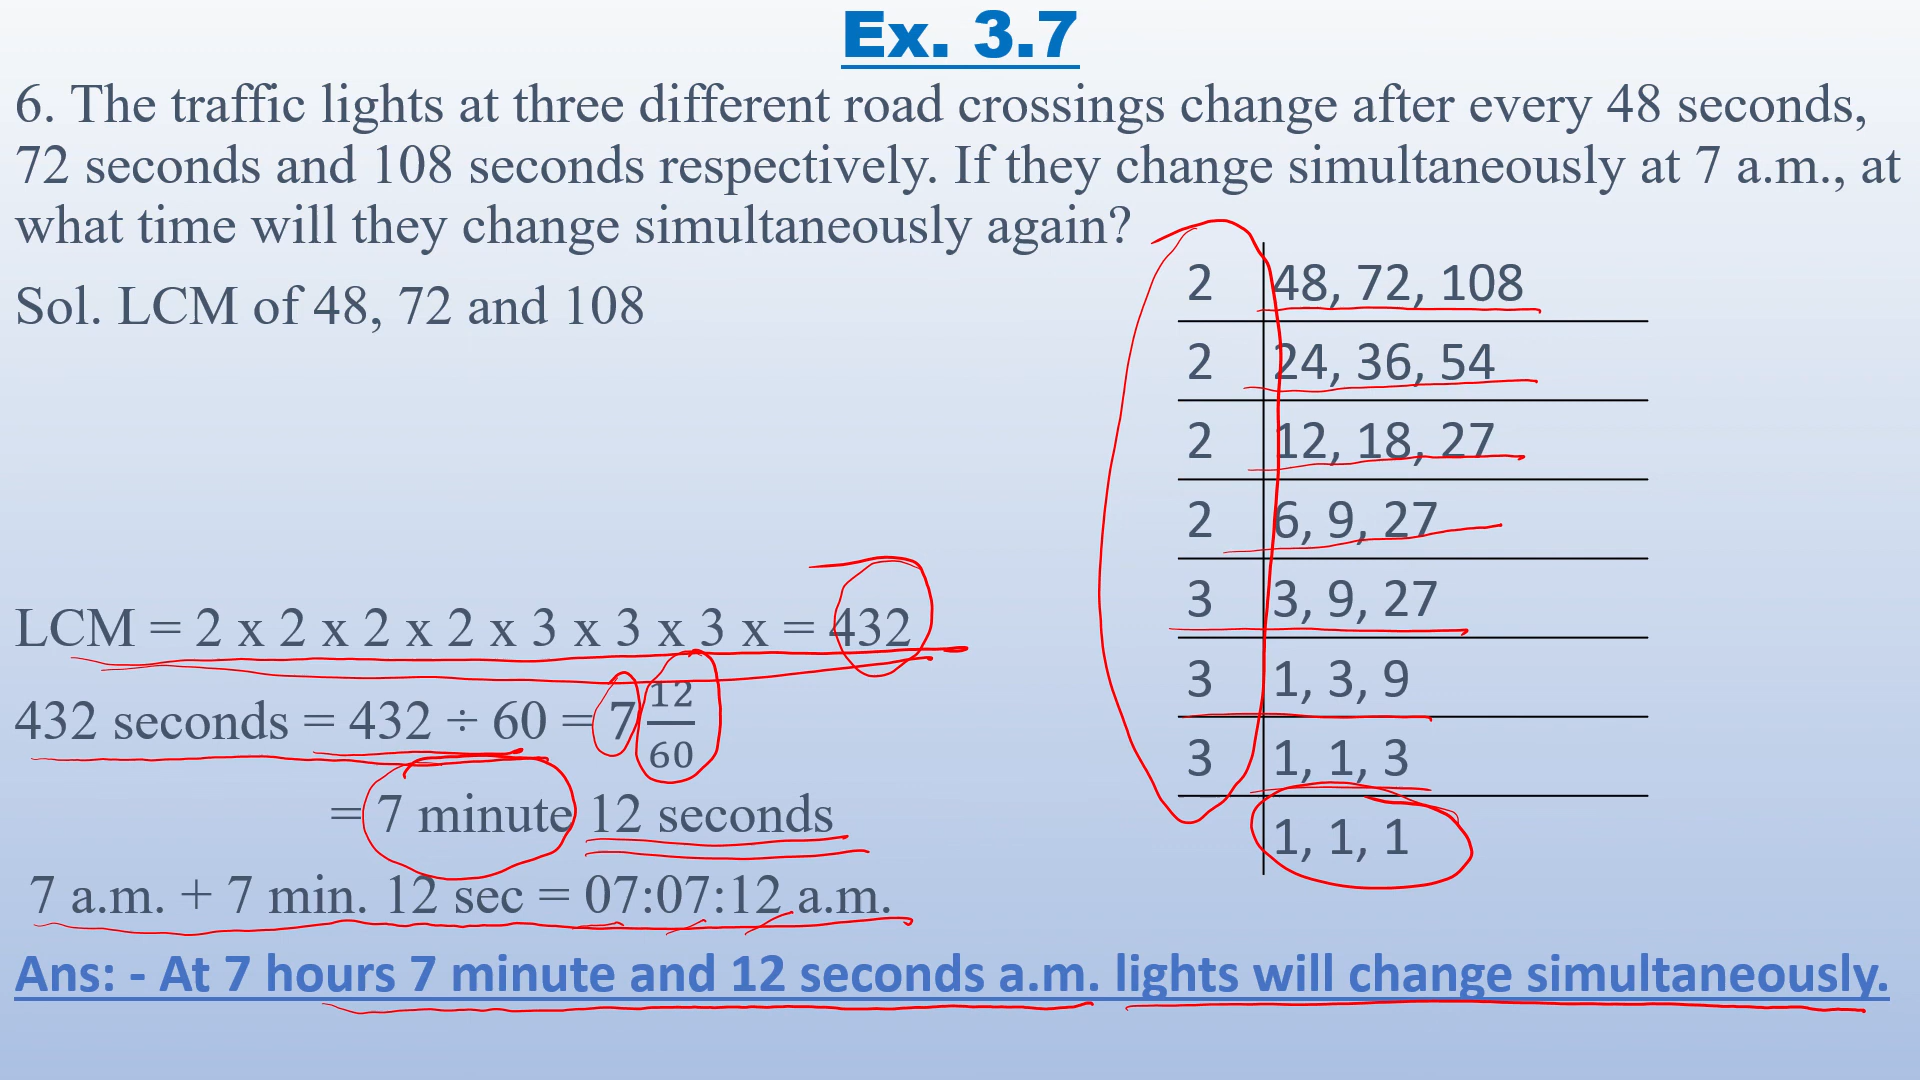 Ex. 3.7
6. The traffic lights at three different road crossings change after every 48 seconds,
72 seconds and 108 seconds respectively. If they change simultaneously at 7 a.m., at
what time will they change simultaneously again?
Sol. LCM of 48, 72 and 108
2 48, 72, 108
2 24, 36, 54
2 12, 18, 27
2 6, 9, 27
3 3, 9, 27
3 1, 3, 9
3 1, 1, 3
1, 1, 1
LCM = 2 x 2 x 2 x 2 x 3 x 3 x 3 x = 432
432 seconds = 432 ÷ 60 = 7 12/60
= 7 minute 12 seconds
7 a.m. + 7 min. 12 sec = 07:07:12 a.m.
Ans: - At 7 hours 7 minute and 12 seconds a.m. lights will change simultaneously.